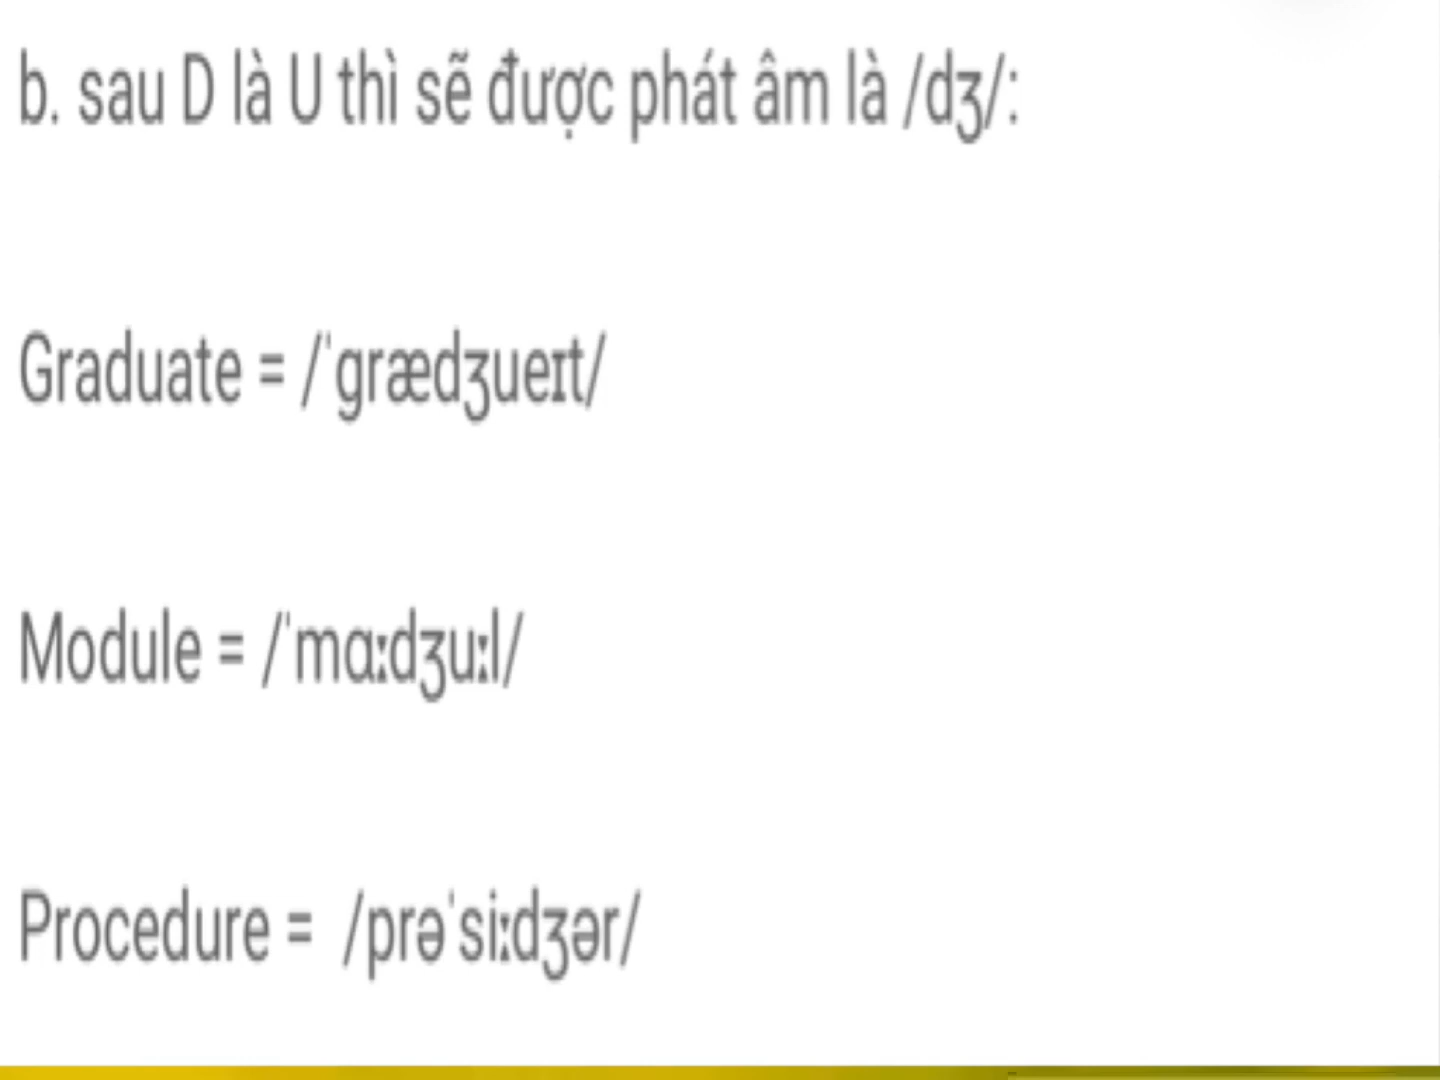 b. sau D là U thì sẽ được phát âm là /dʒ/:
Graduate = /ˈgrædʒueɪt/
Module = /ˈmɑːdʒuːl/
Procedure = /prəˈsiːdʒər/